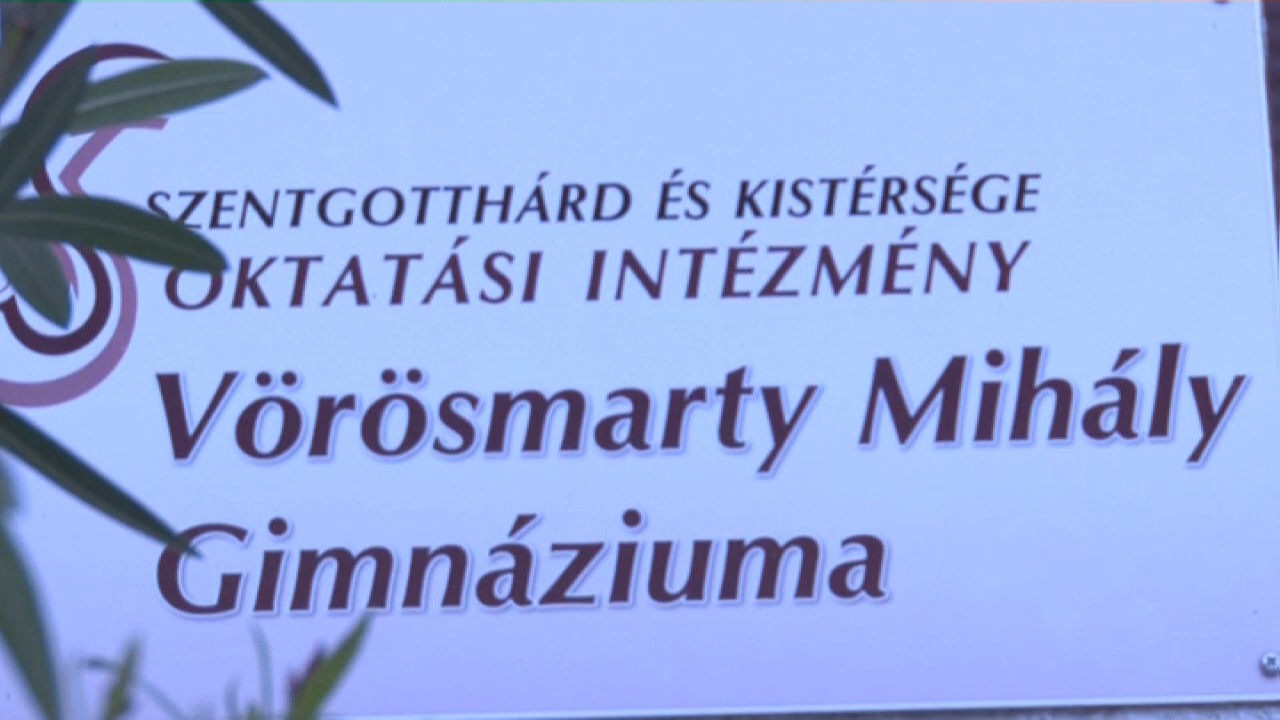 SZENTGOTTHÁRD ÉS KISTÉRSÉGE
OKTATÁSI INTÉZMÉNY
Vörösmarty Mihály
Gimnáziuma